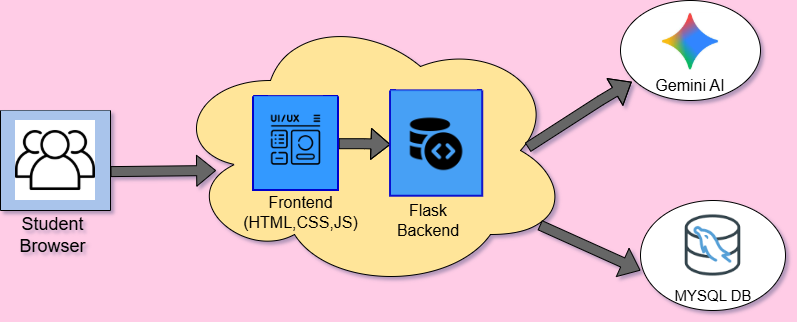 Student
Browser
UI/UX
Frontend
(HTML,CSS,JS)
Flask
Backend
Gemini AI
MYSQL DB